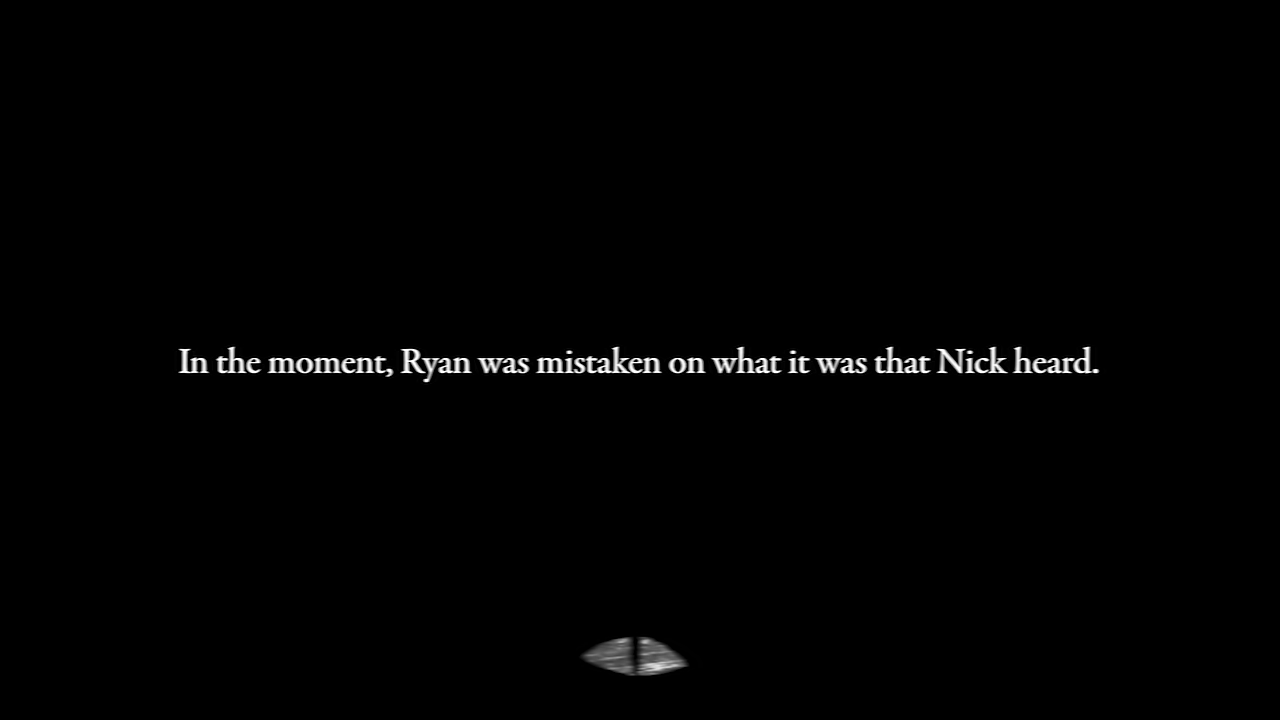 In the moment, Ryan was mistaken on what it was that Nick heard.